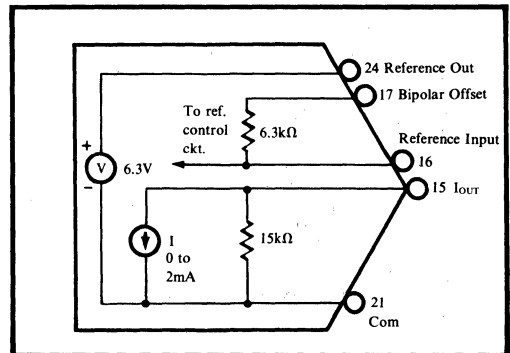 24 Reference Out
17 Bipolar Offset
To ref.
control
ckt.
6.3kΩ
Reference Input
16
+
V
6.3V
−
15 IOUT
I
0 to
2mA
15kΩ
21
Com